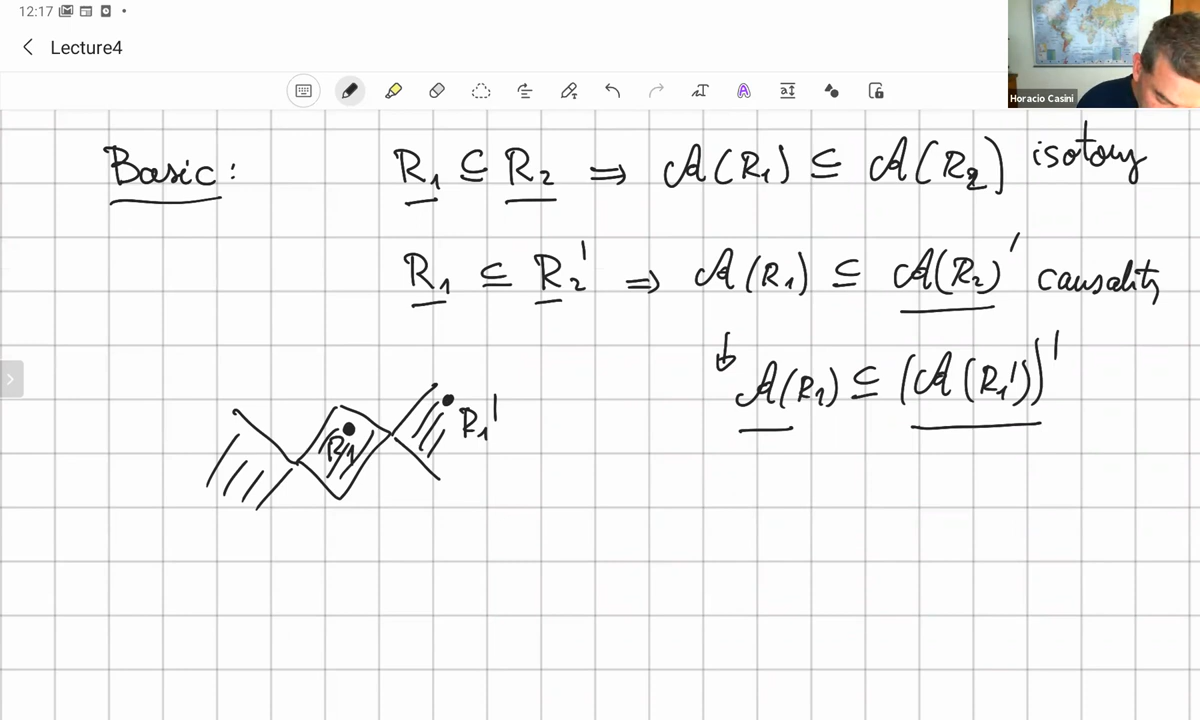 12:17
Lecture4
Horacio Casini
Basic: R₁ ⊆ R₂ ⇒ 𝒜(R₁) ⊆ 𝒜(R₂) isotony
R₁ ⊆ R₂' ⇒ 𝒜(R₁) ⊆ 𝒜(R₂)' causality
↓ 𝒜(R₁) ⊆ (𝒜(R₁'))'
R₁ R₁'